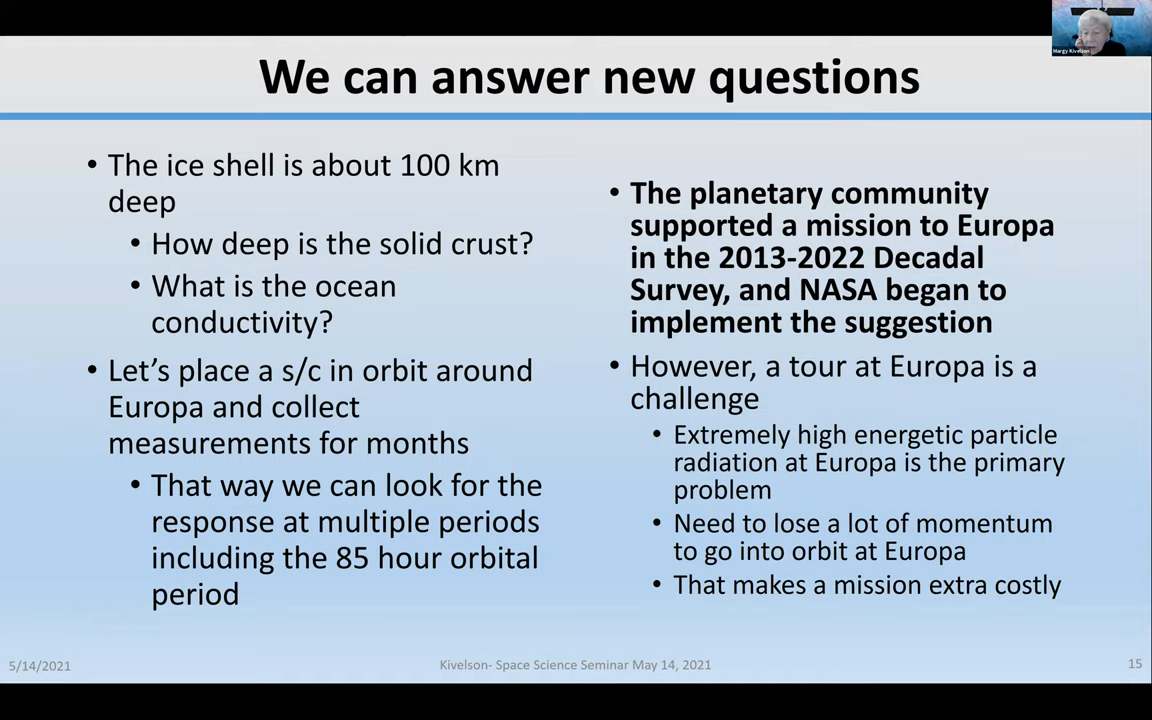 Margy Kivelson
We can answer new questions
• The ice shell is about 100 km
deep
• How deep is the solid crust?
• What is the ocean
conductivity?
• Let’s place a s/c in orbit around
Europa and collect
measurements for months
• That way we can look for the
response at multiple periods
including the 85 hour orbital
period
• The planetary community
supported a mission to Europa
in the 2013-2022 Decadal
Survey, and NASA began to
implement the suggestion
• However, a tour at Europa is a
challenge
• Extremely high energetic particle
radiation at Europa is the primary
problem
• Need to lose a lot of momentum
to go into orbit at Europa
• That makes a mission extra costly
5/14/2021
Kivelson- Space Science Seminar May 14, 2021
15